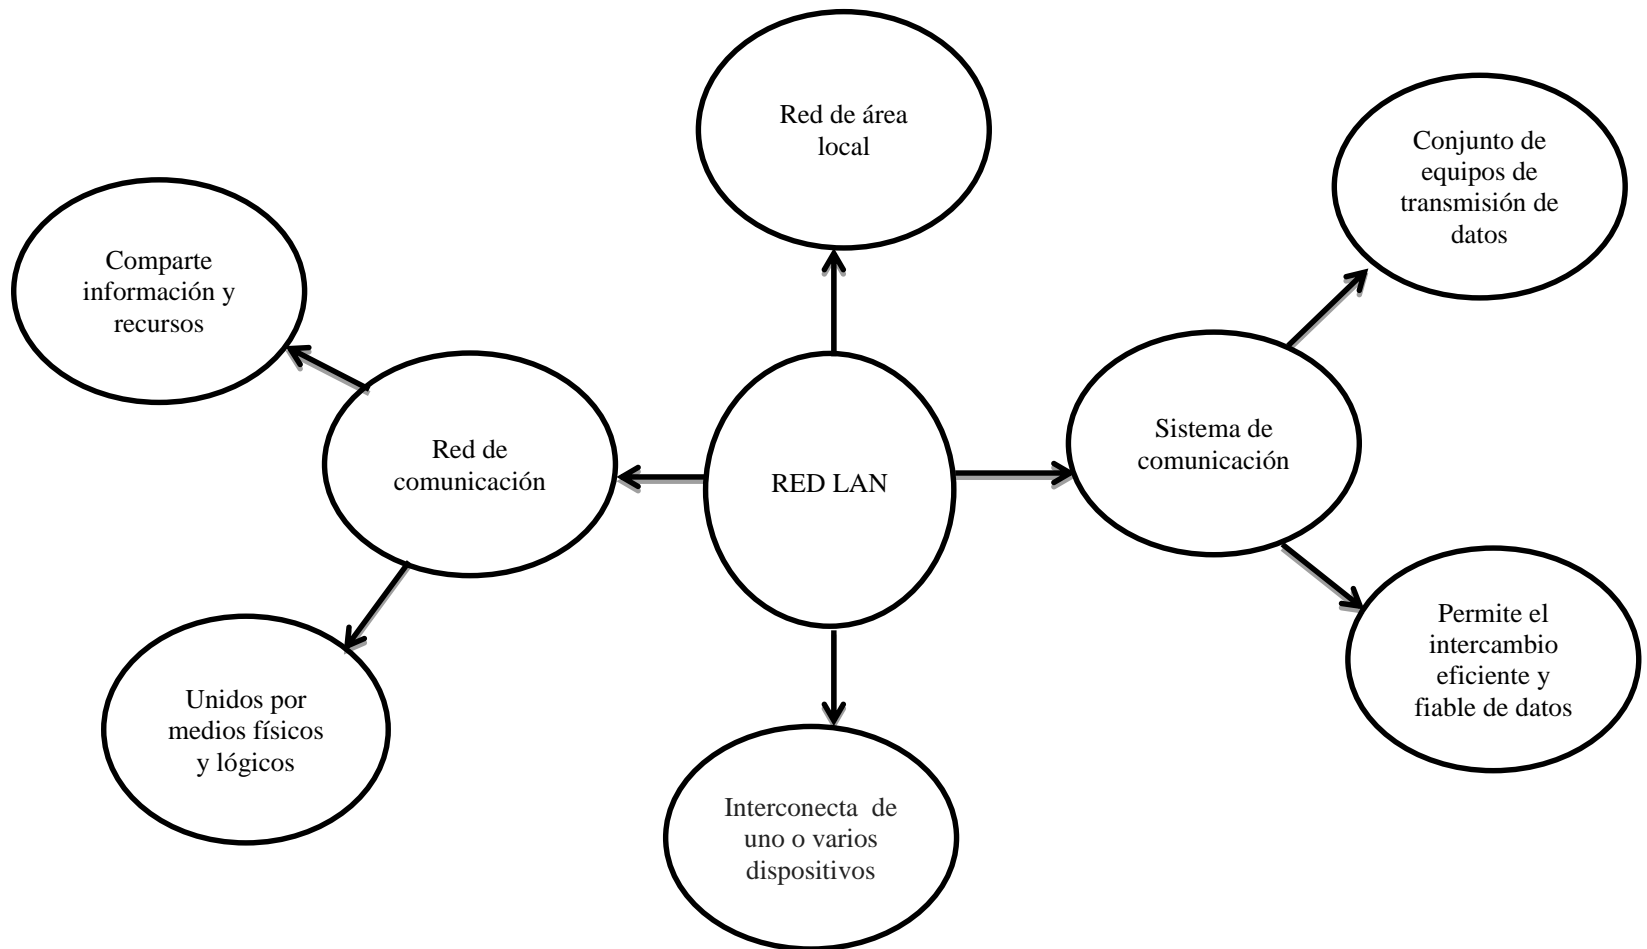 Red de área
local
Conjunto de
equipos de
transmisión de
datos
Comparte
información y
recursos
Red de
comunicación
RED LAN
Sistema de
comunicación
Unidos por
medios físicos
y lógicos
Permite el
intercambio
eficiente y
fiable de datos
Interconecta de
uno o varios
dispositivos